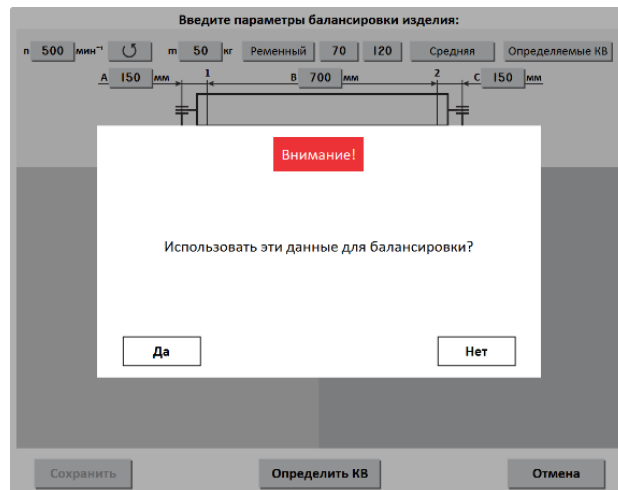 Введите параметры балансировки изделия:
n 500 мин⁻¹ m 50 кг Ременный 70 120 Средняя Определяемые КВ
A 150 мм 1 B 700 мм 2 C 150 мм
Внимание!
Использовать эти данные для балансировки?
Да Нет
Сохранить Определить КВ Отмена